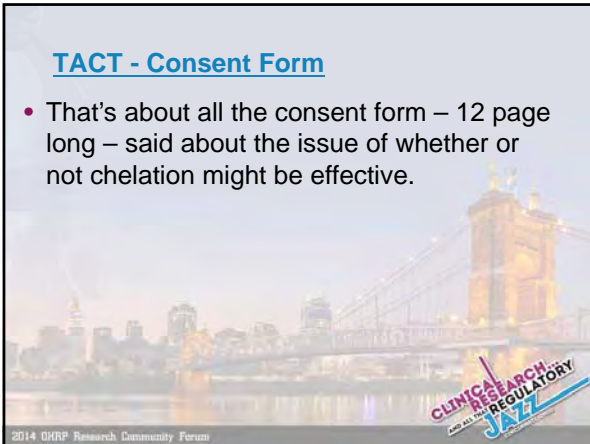 TACT - Consent Form
• That’s about all the consent form – 12 page
long – said about the issue of whether or
not chelation might be effective.
CLINICAL RESEARCH...
AND ALL THAT REGULATORY
JAZZ
2014 OHRP Research Community Forum